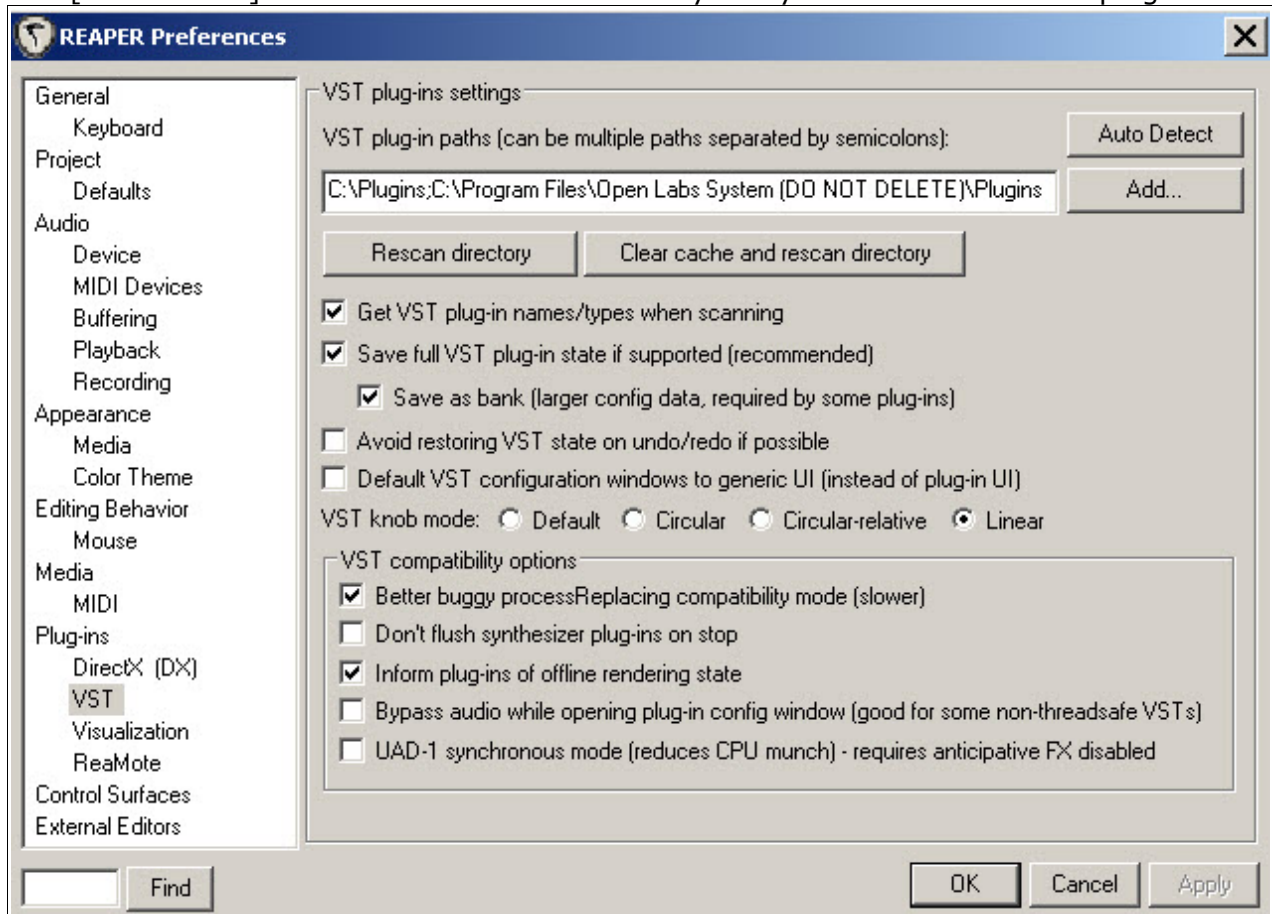 REAPER Preferences
General
Keyboard
Project
Defaults
Audio
Device
MIDI Devices
Buffering
Playback
Recording
Appearance
Media
Color Theme
Editing Behavior
Mouse
Media
MIDI
Plug-ins
DirectX (DX)
VST
Visualization
ReaMote
Control Surfaces
External Editors
Find
VST plug-ins settings
VST plug-in paths (can be multiple paths separated by semicolons):
Auto Detect
C:\Plugins;C:\Program Files\Open Labs System (DO NOT DELETE)\Plugins
Add...
Rescan directory
Clear cache and rescan directory
Get VST plug-in names/types when scanning
Save full VST plug-in state if supported (recommended)
Save as bank (larger config data, required by some plug-ins)
Avoid restoring VST state on undo/redo if possible
Default VST configuration windows to generic UI (instead of plug-in UI)
VST knob mode: Default Circular Circular-relative Linear
VST compatibility options
Better buggy processReplacing compatibility mode (slower)
Don't flush synthesizer plug-ins on stop
Inform plug-ins of offline rendering state
Bypass audio while opening plug-in config window (good for some non-threadsafe VSTs)
UAD-1 synchronous mode (reduces CPU munch) - requires anticipative FX disabled
OK
Cancel
Apply